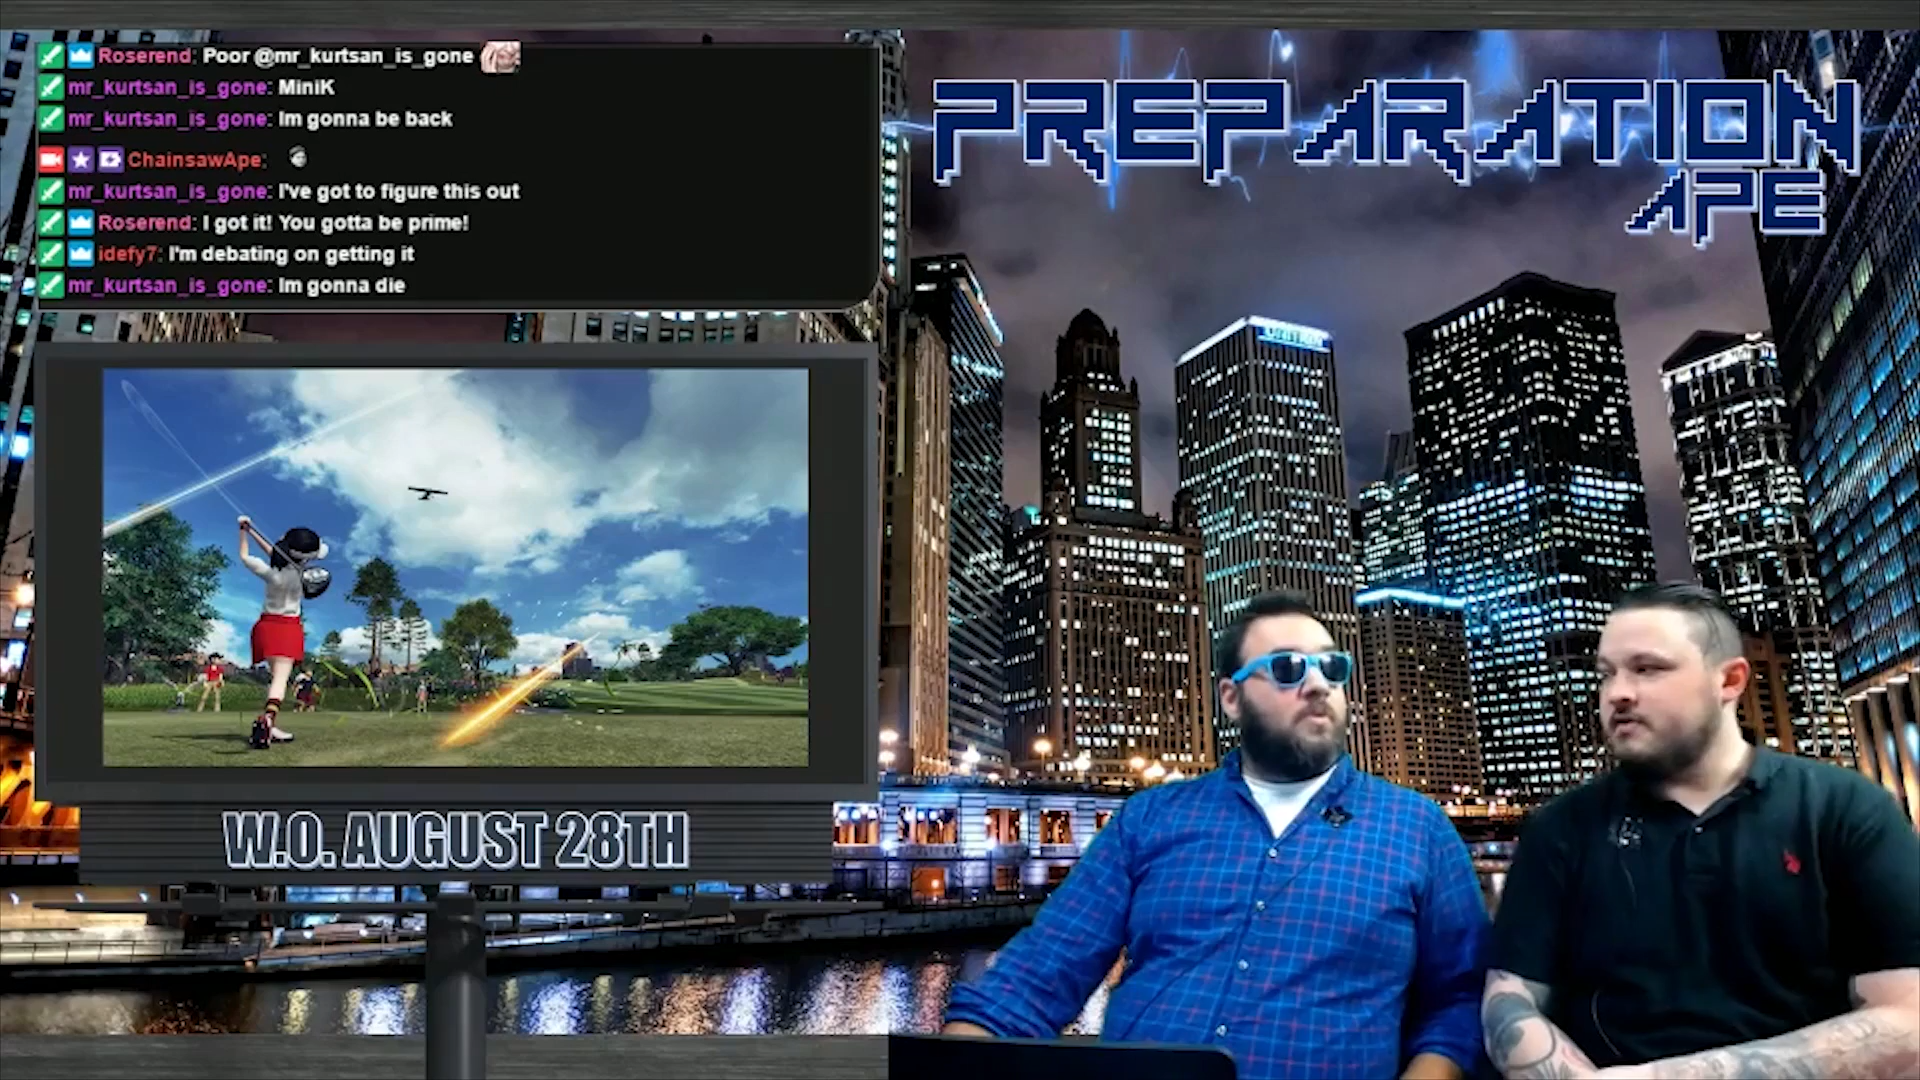 Roserend: Poor @mr_kurtsan_is_gone
mr_kurtsan_is_gone: MiniK
mr_kurtsan_is_gone: Im gonna be back
ChainsawApe:
mr_kurtsan_is_gone: I've got to figure this out
Roserend: I got it! You gotta be prime!
idefy7: I'm debating on getting it
mr_kurtsan_is_gone: Im gonna die
PREPARATION
APE
W.O. AUGUST 28TH